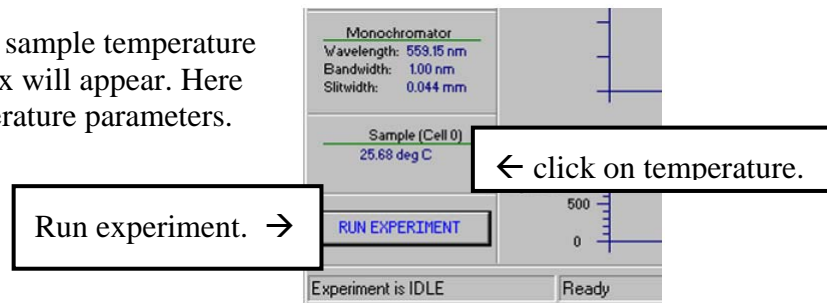 sample temperature
x will appear. Here
erature parameters.
Monochromator
Wavelength: 559.15 nm
Bandwidth: 1.00 nm
Slitwidth: 0.044 mm
Sample (Cell 0)
25.68 deg C
← click on temperature.
Run experiment. →
RUN EXPERIMENT
500
0
Experiment is IDLE
Ready